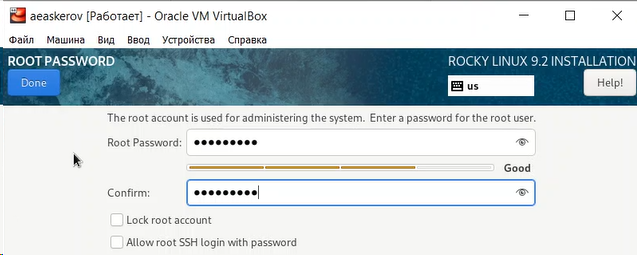 aeaskerov [Работает] - Oracle VM VirtualBox
Файл Машина Вид Ввод Устройства Справка
ROOT PASSWORD
ROCKY LINUX 9.2 INSTALLATION
Done
us
Help!
The root account is used for administering the system. Enter a password for the root user.
Root Password: ●●●●●●●●●
Good
Confirm: ●●●●●●●●●
Lock root account
Allow root SSH login with password